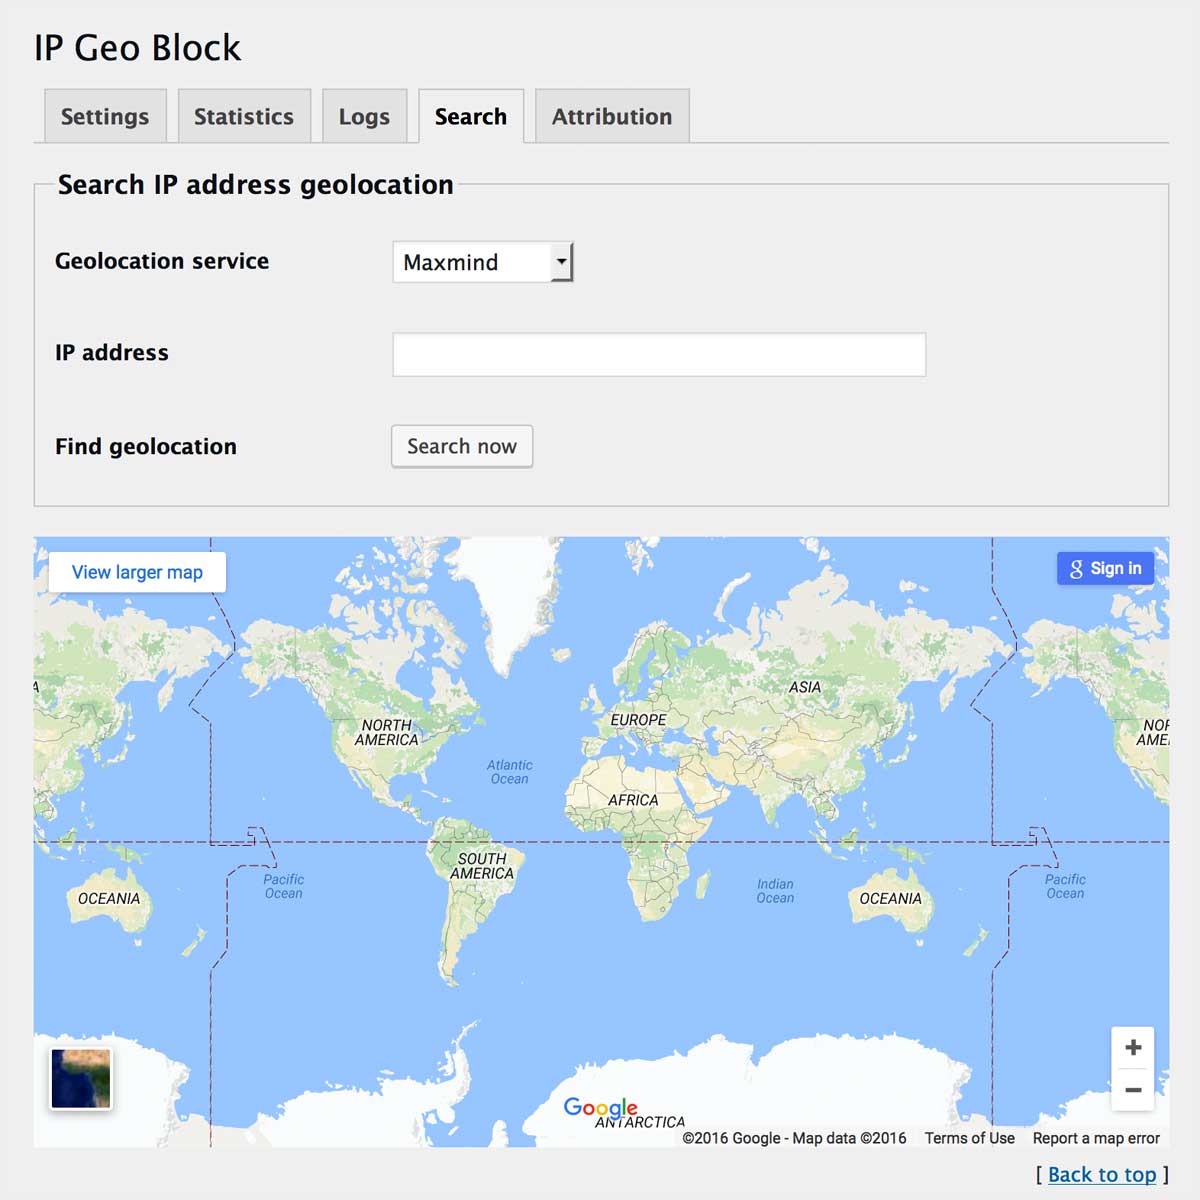 IP Geo Block
Settings
Statistics
Logs
Search
Attribution
Search IP address geolocation
Geolocation service
Maxmind
IP address
Find geolocation
Search now
View larger map
g Sign in
A
NORTH
AMERICA
EUROPE
ASIA
NOR
AME
Atlantic
Ocean
AFRICA
SOUTH
AMERICA
OCEANIA
Pacific
Ocean
Indian
Ocean
OCEANIA
Pacific
Ocean
+
−
Google
ANTARCTICA
©2016 Google - Map data ©2016
Terms of Use
Report a map error
[ Back to top ]